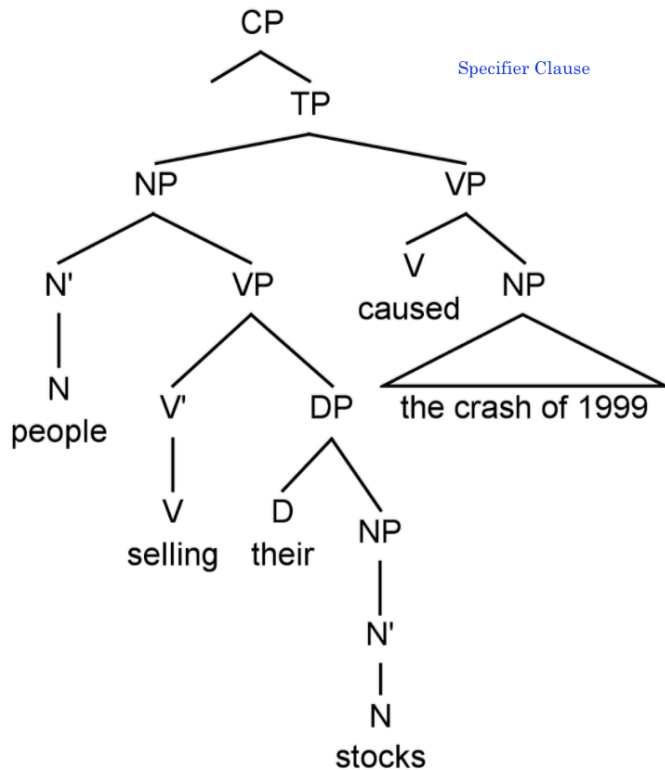 CP
Specifier Clause
TP
NP VP
N' VP V NP
caused
N V' DP the crash of 1999
people
V D NP
selling their
N'
N
stocks